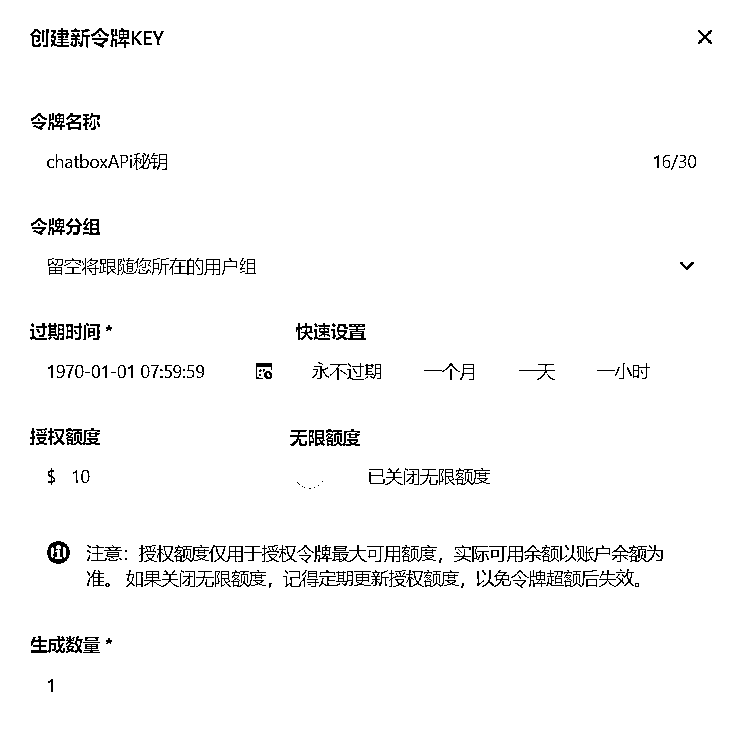 创建新令牌KEY
令牌名称
chatboxAPi秘钥 16/30
令牌分组
留空将跟随您所在的用户组
过期时间 * 快速设置
1970-01-01 07:59:59 永不过期 一个月 一天 一小时
授权额度 无限额度
$ 10 已关闭无限额度
注意：授权额度仅用于授权令牌最大可用额度，实际可用余额以账户余额为
准。 如果关闭无限额度，记得定期更新授权额度，以免令牌超额后失效。
生成数量 *
1